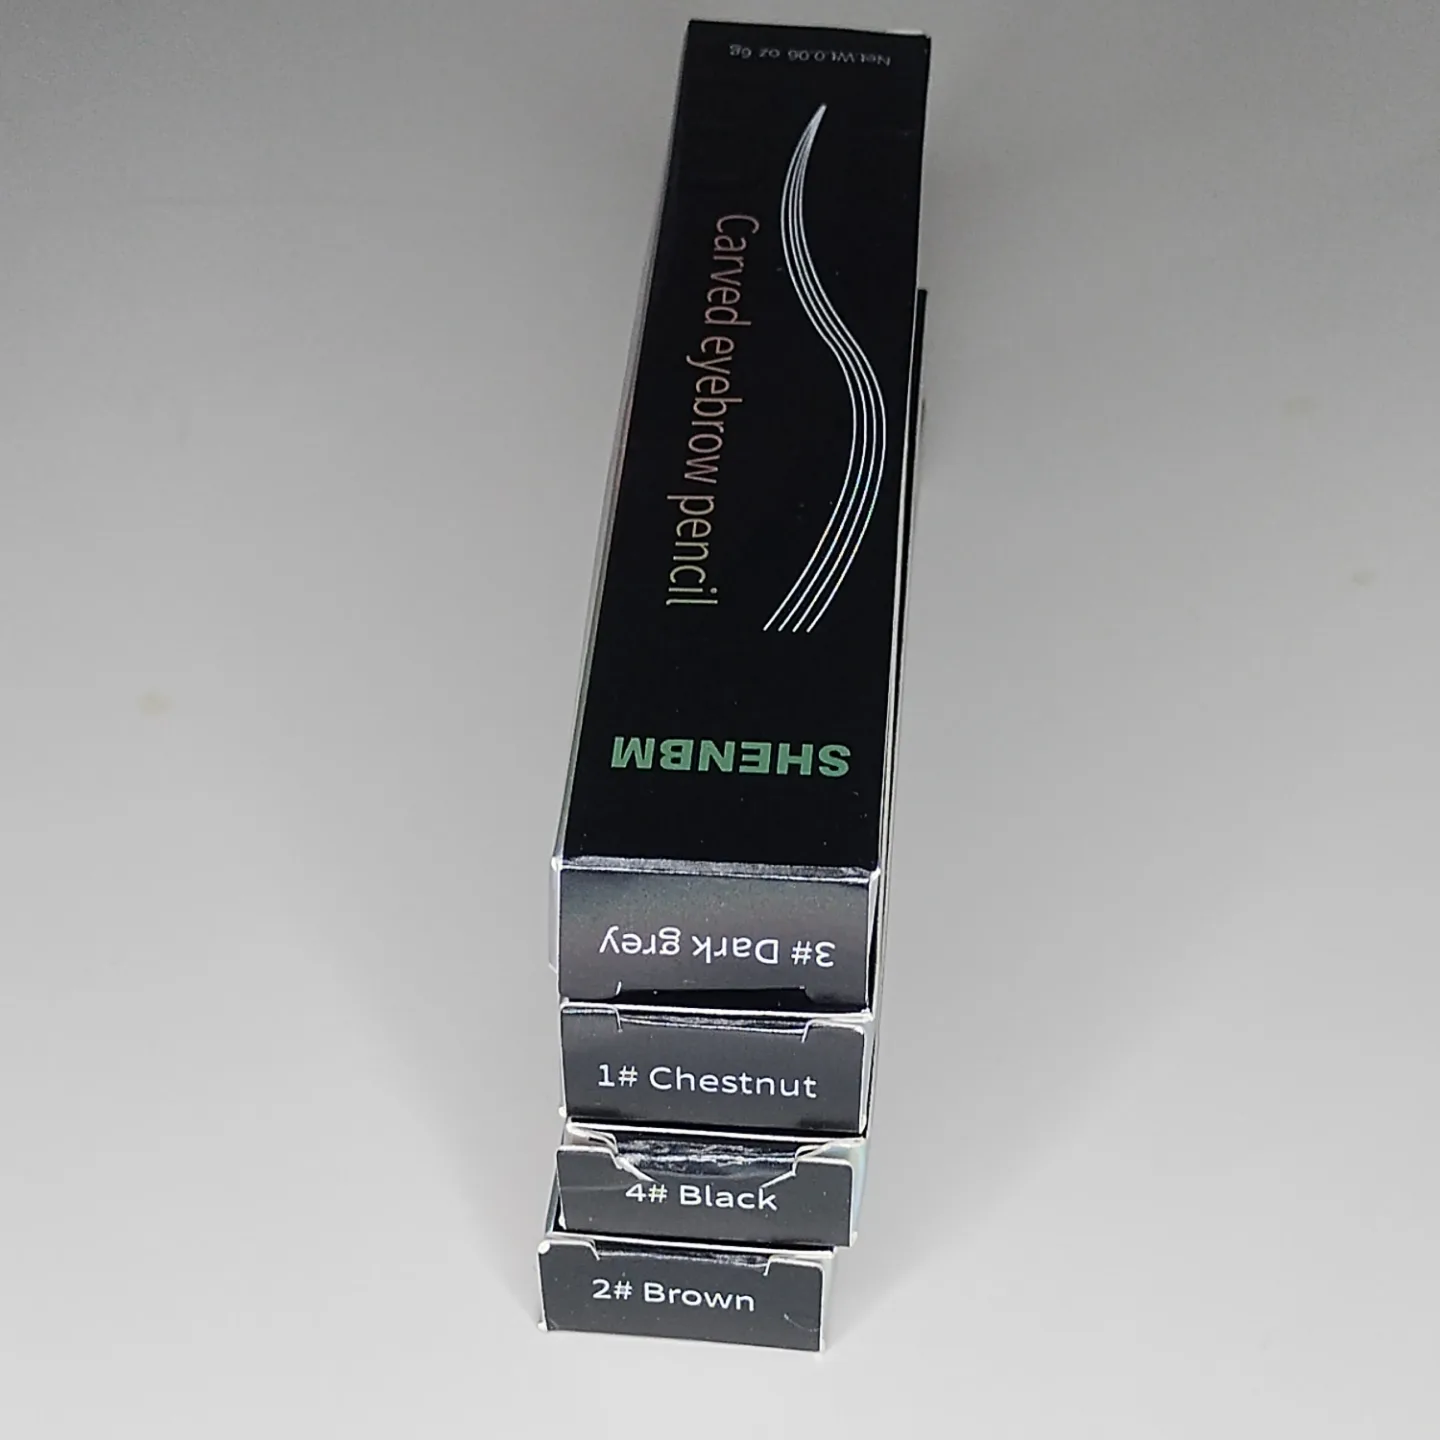 Net.Wt.0.06 oz 6g
Carved eyebrow pencil
SHENBM
3# Dark grey
1# Chestnut
4# Black
2# Brown